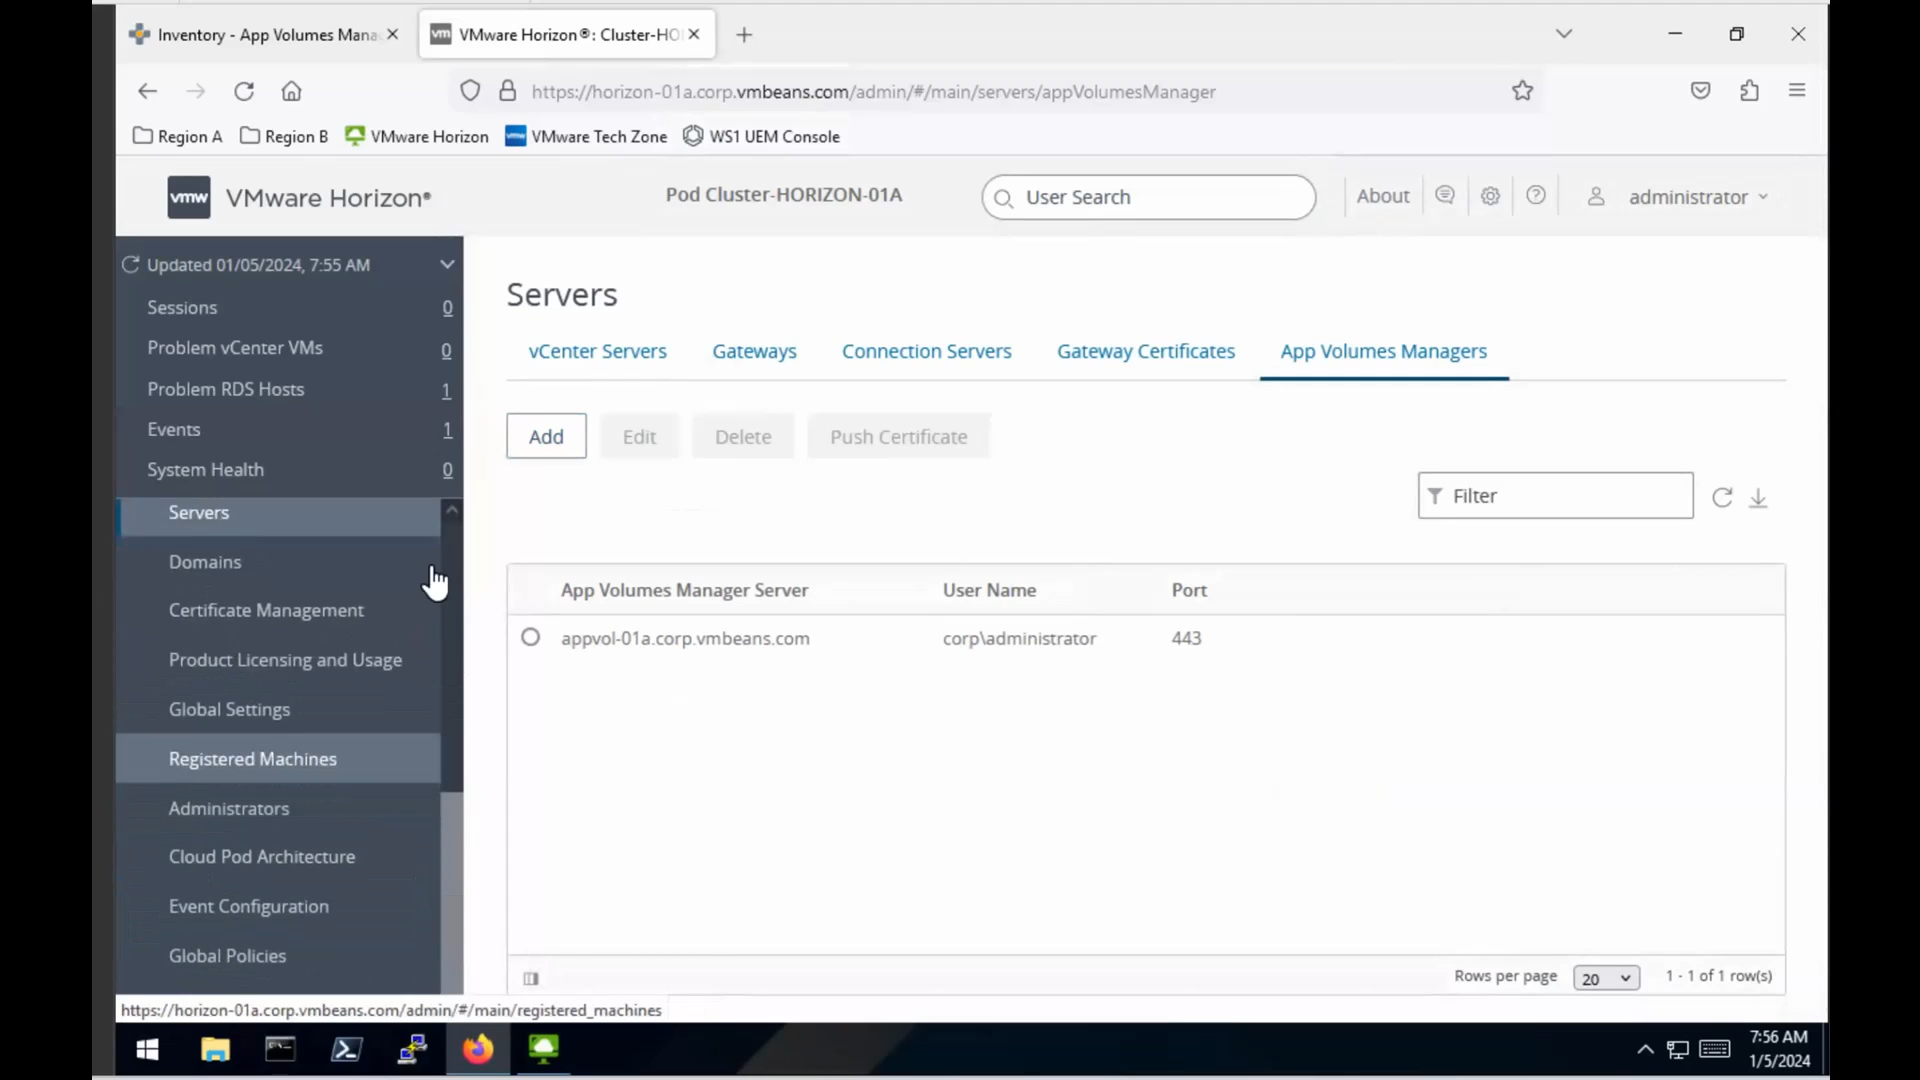 Inventory - App Volumes Mana
VMware Horizon®: Cluster-HO
https://horizon-01a.corp.vmbeans.com/admin/#/main/servers/appVolumesManager
Region A
Region B
VMware Horizon
VMware Tech Zone
WS1 UEM Console
vmw VMware Horizon®
Pod Cluster-HORIZON-01A
User Search
About
administrator
Updated 01/05/2024, 7:55 AM
Sessions 0
Problem vCenter VMs 0
Problem RDS Hosts 1
Events 1
System Health 0
Servers
Domains
Certificate Management
Product Licensing and Usage
Global Settings
Registered Machines
Administrators
Cloud Pod Architecture
Event Configuration
Global Policies
Servers
vCenter Servers
Gateways
Connection Servers
Gateway Certificates
App Volumes Managers
Add
Edit
Delete
Push Certificate
Filter
App Volumes Manager Server User Name Port
appvol-01a.corp.vmbeans.com corp\administrator 443
Rows per page 20 1 - 1 of 1 row(s)
https://horizon-01a.corp.vmbeans.com/admin/#/main/registered_machines
7:56 AM
1/5/2024